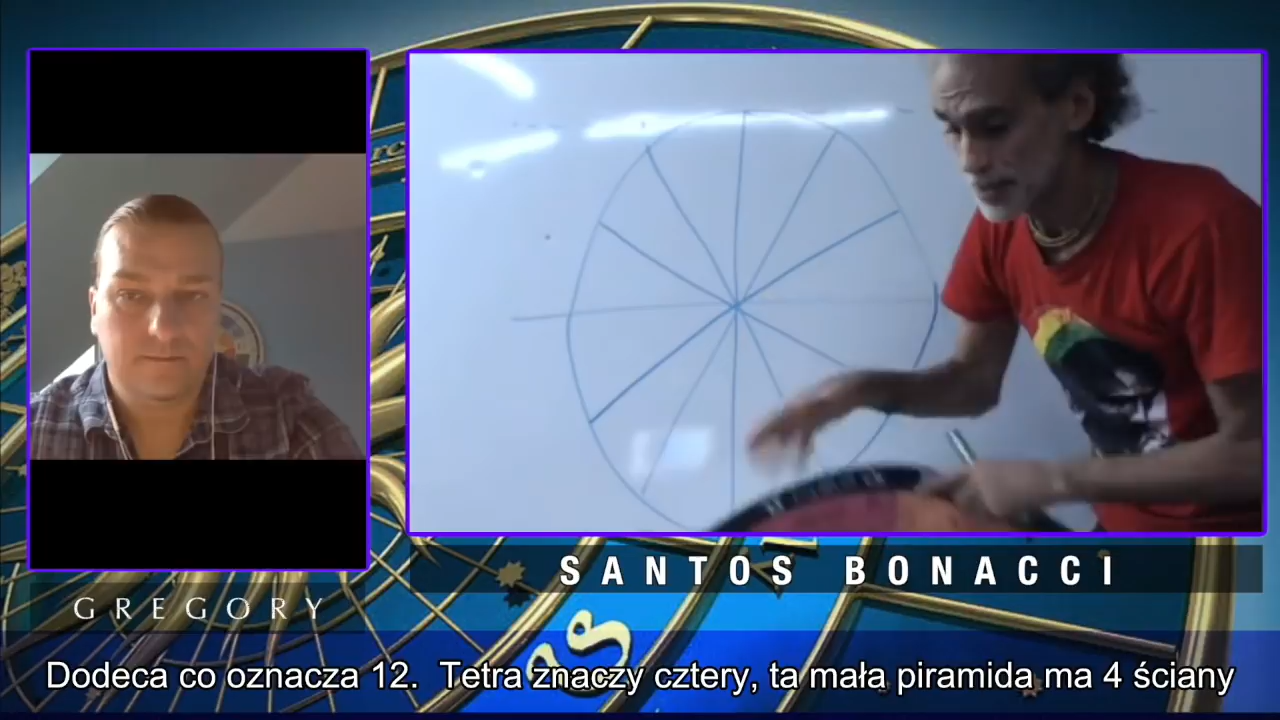 SANTOS BONACCI
GREGORY
Dodeca co oznacza 12.  Tetra znaczy cztery, ta mała piramida ma 4 ściany